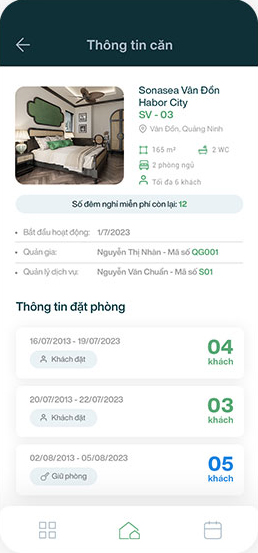 Thông tin căn
Sonasea Vân Đồn
Habor City
SV - 03
Vân Đồn, Quảng Ninh
165 m²
2 WC
2 phòng ngủ
Tối đa 6 khách
Số đêm nghỉ miễn phí còn lại: 12
• Bắt đầu hoạt động: 1/7/2023
• Quản gia: Nguyễn Thị Nhàn - Mã số QG001
• Quản lý dịch vụ: Nguyễn Văn Chuẩn - Mã số S01
Thông tin đặt phòng
16/07/2013 - 19/07/2023
Khách đặt
04
khách
20/07/2013 - 22/07/2023
Khách đặt
03
khách
02/08/2013 - 05/08/2023
Giữ phòng
05
khách